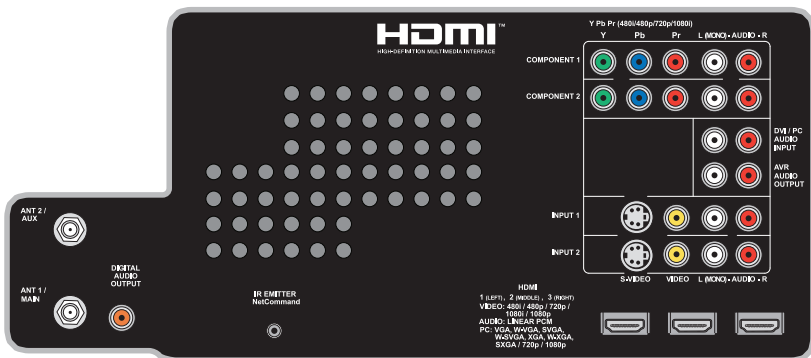 HDMI™
HIGH-DEFINITION MULTIMEDIA INTERFACE
Y Pb Pr (480i/480p/720p/1080i)
Y Pb Pr L (MONO) • AUDIO • R
COMPONENT 1
COMPONENT 2
DVI / PC
AUDIO
INPUT
AVR
AUDIO
OUTPUT
ANT 2 /
AUX
INPUT 1
INPUT 2
S-VIDEO VIDEO L (MONO) • AUDIO • R
DIGITAL
AUDIO
OUTPUT
ANT 1 /
MAIN
IR EMITTER
NetCommand
HDMI
1 (LEFT), 2 (MIDDLE), 3 (RIGHT)
VIDEO: 480i / 480p / 720p /
1080i / 1080p
AUDIO: LINEAR PCM
PC: VGA, W-VGA, SVGA,
W-SVGA, XGA, W-XGA,
SXGA / 720p / 1080p